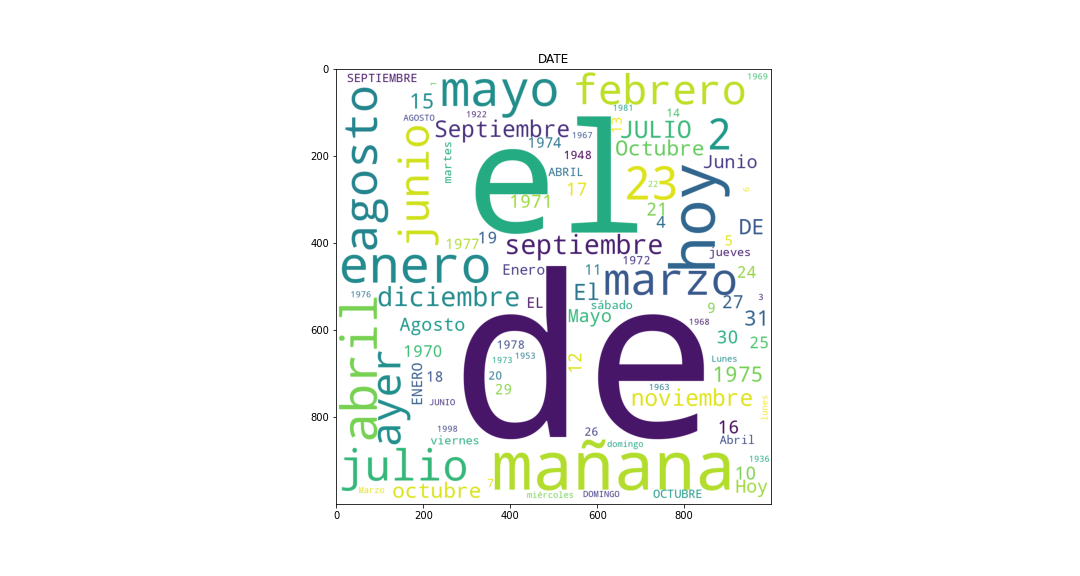 DATE
0
200
400
600
800
SEPTIEMBRE
15
mayo
febrero
1969
agosto
AGOSTO
1922
1981
14
13
Septiembre
1967
JULIO
2
junio
martes
1974
1948
Octubre
Junio
el
ABRIL
17
23
22
6
1971
21
hoy
4
DE
1977
19
septiembre
5
jueves
enero
Enero
11
1972
marzo
24
1976
diciembre
EL
El
sábado
27
3
9
Mayo
1968
31
abril
Agosto
de
30
25
1970
1978
1973
1953
12
Lunes
ayer
ENERO
18
20
29
1975
1963
noviembre
JUNIO
Lunes
1998
viernes
26
domingo
16
Abril
julio
mañana
1936
10
Marzo
octubre
7
miércoles
DOMINGO
OCTUBRE
Hoy
0
200
400
600
800